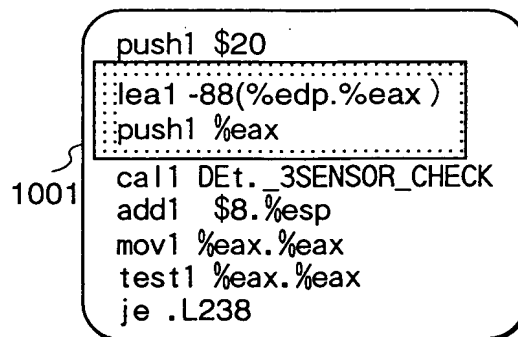 push1 $20
lea1 -88(%edp.%eax )
push1 %eax
1001
call1 DEt._3SENSOR_CHECK
add1 $8.%esp
mov1 %eax.%eax
test1 %eax.%eax
je .L238